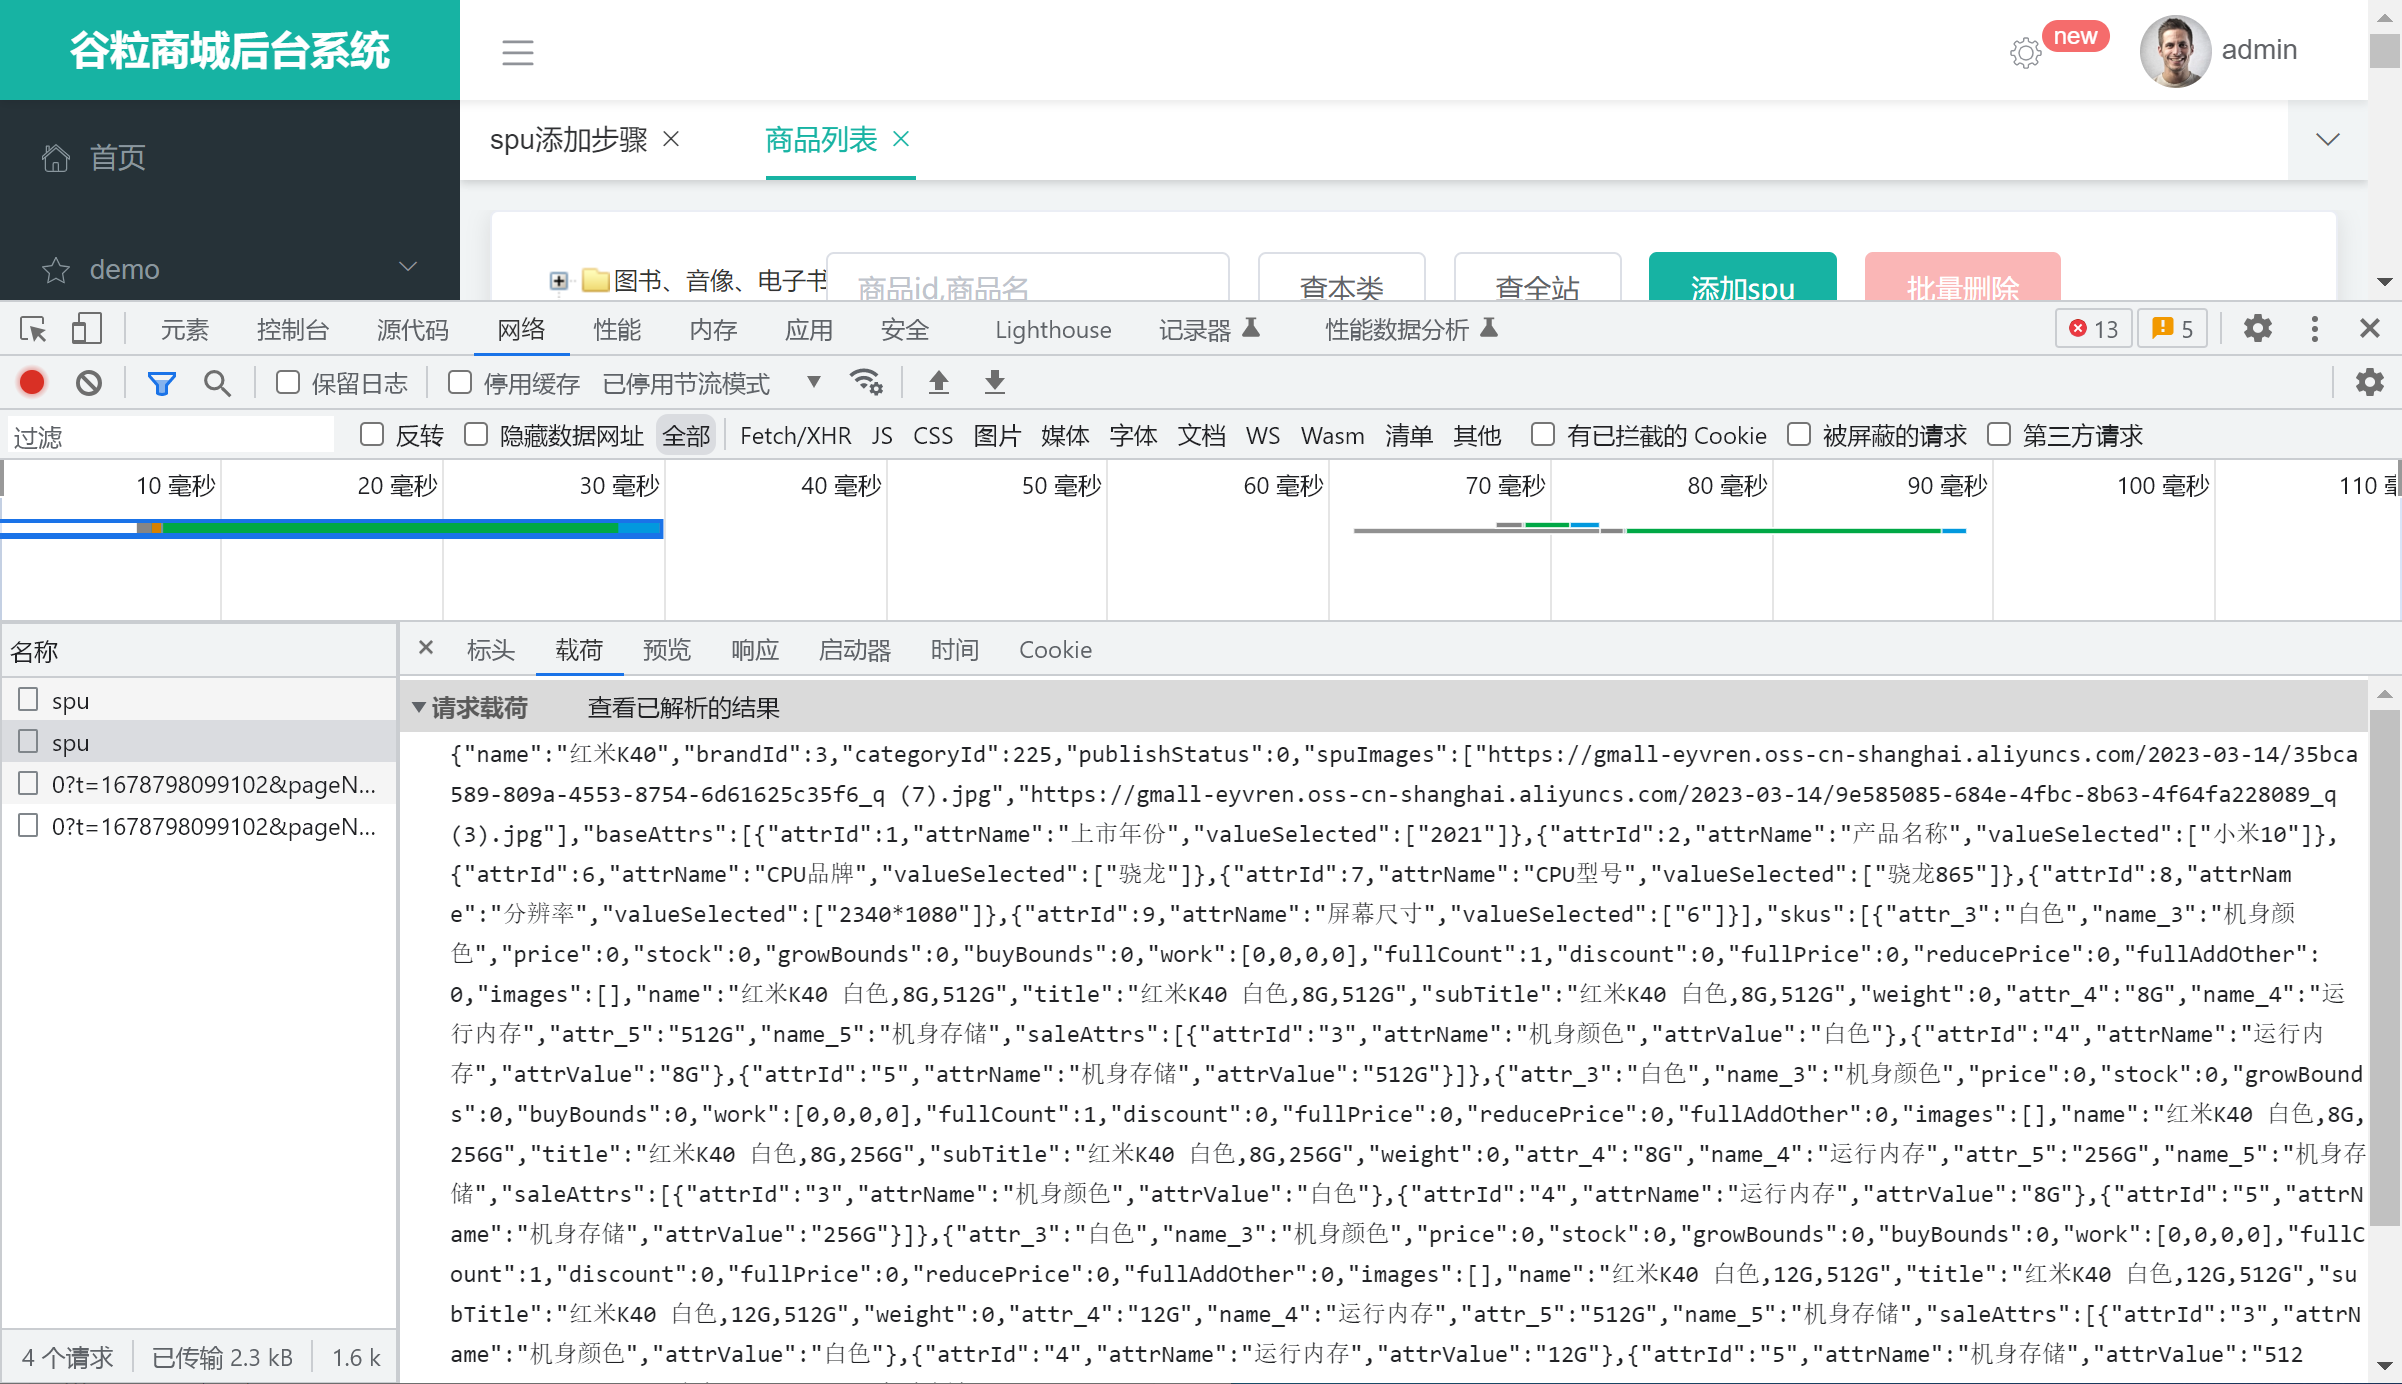 谷粒商城后台系统
new
admin
首页
spu添加步骤
商品列表
demo
图书、音像、电子书
商品id,商品名
查本类
查全站
添加spu
批量删除
元素
控制台
源代码
网络
性能
内存
应用
安全
Lighthouse
记录器
性能数据分析
13
5
保留日志
停用缓存
已停用节流模式
过滤
反转
隐藏数据网址
全部
Fetch/XHR
JS
CSS
图片
媒体
字体
文档
WS
Wasm
清单
其他
有已拦截的 Cookie
被屏蔽的请求
第三方请求
10 毫秒
20 毫秒
30 毫秒
40 毫秒
50 毫秒
60 毫秒
70 毫秒
80 毫秒
90 毫秒
100 毫秒
110
名称
标头
载荷
预览
响应
启动器
时间
Cookie
spu
spu
0?t=1678798099102&pageN...
0?t=1678798099102&pageN...
请求载荷
查看已解析的结果
{"name":"红米K40","brandId":3,"categoryId":225,"publishStatus":0,"spuImages":["https://gmall-eyvren.oss-cn-shanghai.aliyuncs.com/2023-03-14/35bca
589-809a-4553-8754-6d61625c35f6_q (7).jpg","https://gmall-eyvren.oss-cn-shanghai.aliyuncs.com/2023-03-14/9e585085-684e-4fbc-8b63-4f64fa228089_q
(3).jpg"],"baseAttrs":[{"attrId":1,"attrName":"上市年份","valueSelected":["2021"]},{"attrId":2,"attrName":"产品名称","valueSelected":["小米10"]},
{"attrId":6,"attrName":"CPU品牌","valueSelected":["骁龙"]},{"attrId":7,"attrName":"CPU型号","valueSelected":["骁龙865"]},{"attrId":8,"attrNam
e":"分辨率","valueSelected":["2340*1080"]},{"attrId":9,"attrName":"屏幕尺寸","valueSelected":["6"]}],"skus":[{"attr_3":"白色","name_3":"机身颜
色","price":0,"stock":0,"growBounds":0,"buyBounds":0,"work":[0,0,0,0],"fullCount":1,"discount":0,"fullPrice":0,"reducePrice":0,"fullAddOther":
0,"images":[],"name":"红米K40 白色,8G,512G","title":"红米K40 白色,8G,512G","subTitle":"红米K40 白色,8G,512G","weight":0,"attr_4":"8G","name_4":"运
行内存","attr_5":"512G","name_5":"机身存储","saleAttrs":[{"attrId":"3","attrName":"机身颜色","attrValue":"白色"},{"attrId":"4","attrName":"运行内
存","attrValue":"8G"},{"attrId":"5","attrName":"机身存储","attrValue":"512G"}]},{"attr_3":"白色","name_3":"机身颜色","price":0,"stock":0,"growBound
s":0,"buyBounds":0,"work":[0,0,0,0],"fullCount":1,"discount":0,"fullPrice":0,"reducePrice":0,"fullAddOther":0,"images":[],"name":"红米K40 白色,8G,
256G","title":"红米K40 白色,8G,256G","subTitle":"红米K40 白色,8G,256G","weight":0,"attr_4":"8G","name_4":"运行内存","attr_5":"256G","name_5":"机身存
储","saleAttrs":[{"attrId":"3","attrName":"机身颜色","attrValue":"白色"},{"attrId":"4","attrName":"运行内存","attrValue":"8G"},{"attrId":"5","attrN
ame":"机身存储","attrValue":"256G"}]},{"attr_3":"白色","name_3":"机身颜色","price":0,"stock":0,"growBounds":0,"buyBounds":0,"work":[0,0,0,0],"fullC
ount":1,"discount":0,"fullPrice":0,"reducePrice":0,"fullAddOther":0,"images":[],"name":"红米K40 白色,12G,512G","title":"红米K40 白色,12G,512G","su
bTitle":"红米K40 白色,12G,512G","weight":0,"attr_4":"12G","name_4":"运行内存","attr_5":"512G","name_5":"机身存储","saleAttrs":[{"attrId":"3","attrN
ame":"机身颜色","attrValue":"白色"},{"attrId":"4","attrName":"运行内存","attrValue":"12G"},{"attrId":"5","attrName":"机身存储","attrValue":"512
4 个请求
已传输 2.3 kB
1.6 k